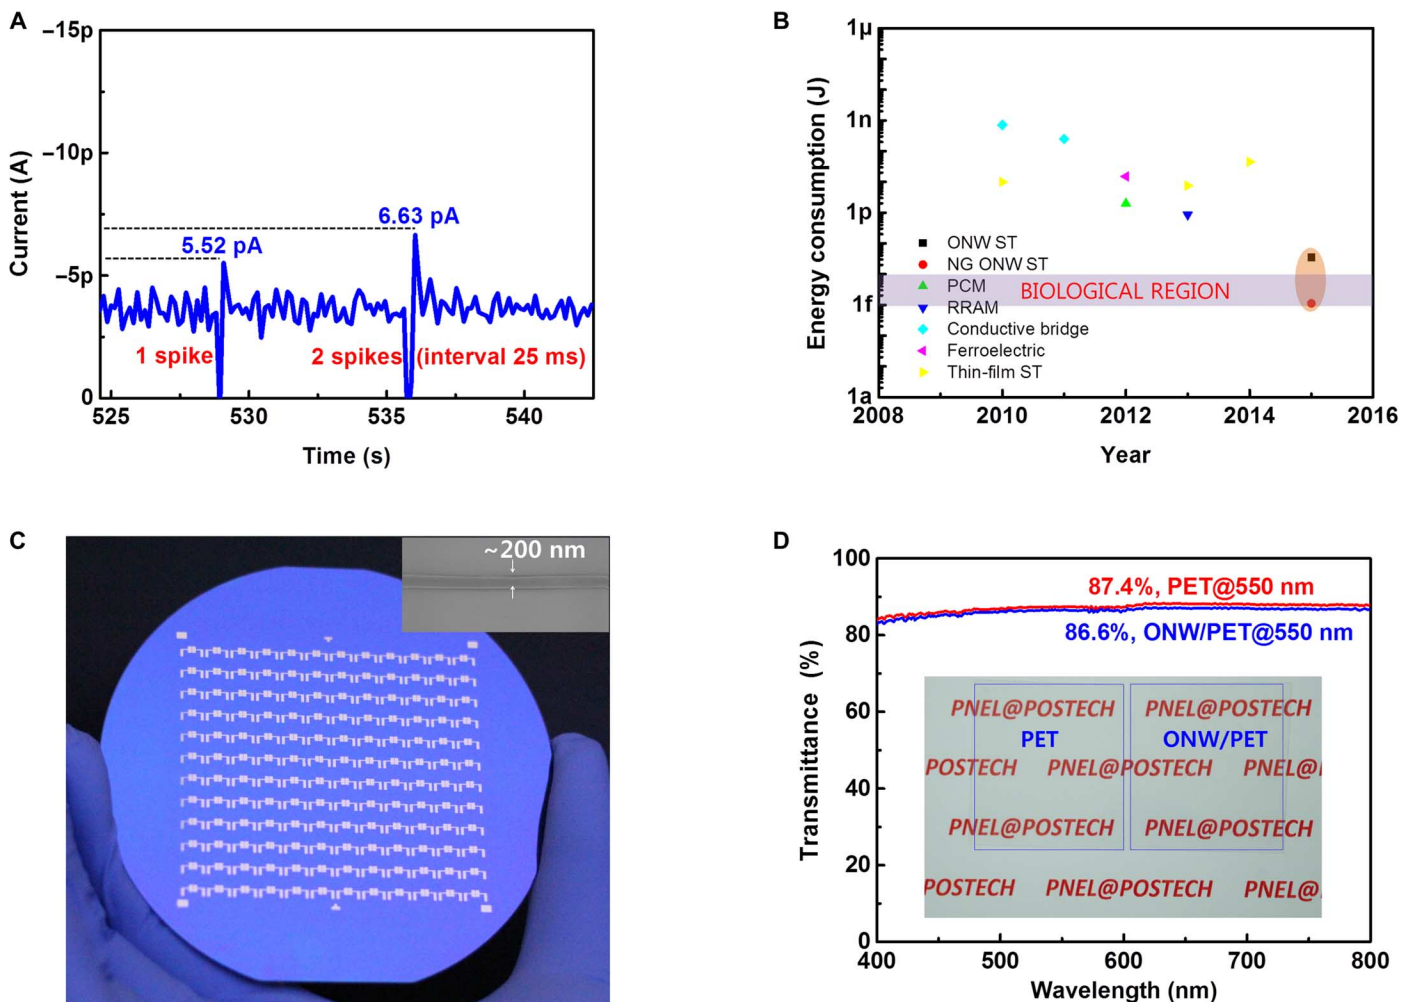 A
−15p
−10p
−5p
0
Current (A)
6.63 pA
5.52 pA
1 spike
2 spikes (interval 25 ms)
525
530
535
540
Time (s)
B
1µ
1n
1p
1f
1a
Energy consumption (J)
ONW ST
NG ONW ST
PCM
RRAM
Conductive bridge
Ferroelectric
Thin-film ST
BIOLOGICAL REGION
2008
2010
2012
2014
2016
Year
C
~200 nm
D
100
80
60
40
20
0
Transmittance (%)
87.4%, PET@550 nm
86.6%, ONW/PET@550 nm
PNEL@POSTECH PNEL@POSTECH
PET ONW/PET
POSTECH PNEL@POSTECH PNEL@
PNEL@POSTECH PNEL@POSTECH
POSTECH PNEL@POSTECH PNEL@
400
500
600
700
800
Wavelength (nm)